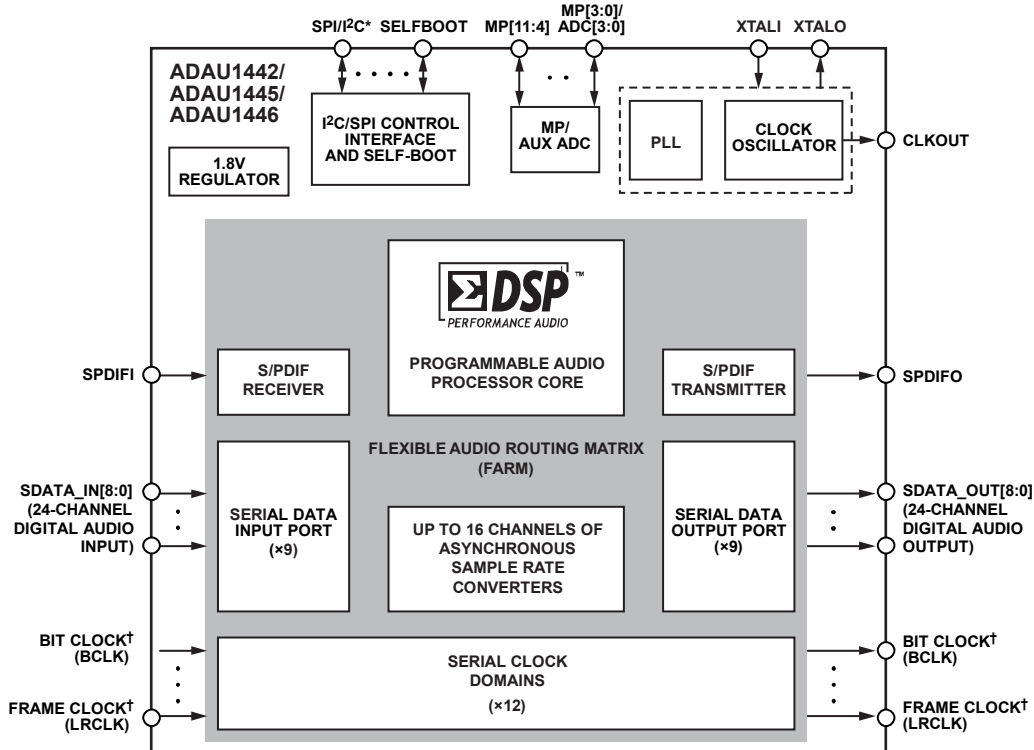 SPI/I²C* SELFBOOT MP[11:4] MP[3:0]/
ADC[3:0] XTALI XTALO
ADAU1442/
ADAU1445/
ADAU1446
I²C/SPI CONTROL
INTERFACE
AND SELF-BOOT
MP/
AUX ADC
PLL
CLOCK
OSCILLATOR
CLKOUT
1.8V
REGULATOR
ΣDSP™
PERFORMANCE AUDIO
PROGRAMMABLE AUDIO
PROCESSOR CORE
SPDIFI
S/PDIF
RECEIVER
S/PDIF
TRANSMITTER
SPDIFO
FLEXIBLE AUDIO ROUTING MATRIX
(FARM)
SDATA_IN[8:0]
(24-CHANNEL
DIGITAL AUDIO
INPUT)
SERIAL DATA
INPUT PORT
(×9)
UP TO 16 CHANNELS OF
ASYNCHRONOUS
SAMPLE RATE
CONVERTERS
SERIAL DATA
OUTPUT PORT
(×9)
SDATA_OUT[8:0]
(24-CHANNEL
DIGITAL AUDIO
OUTPUT)
BIT CLOCK†
(BCLK)
FRAME CLOCK†
(LRCLK)
SERIAL CLOCK
DOMAINS
(×12)
BIT CLOCK†
(BCLK)
FRAME CLOCK†
(LRCLK)